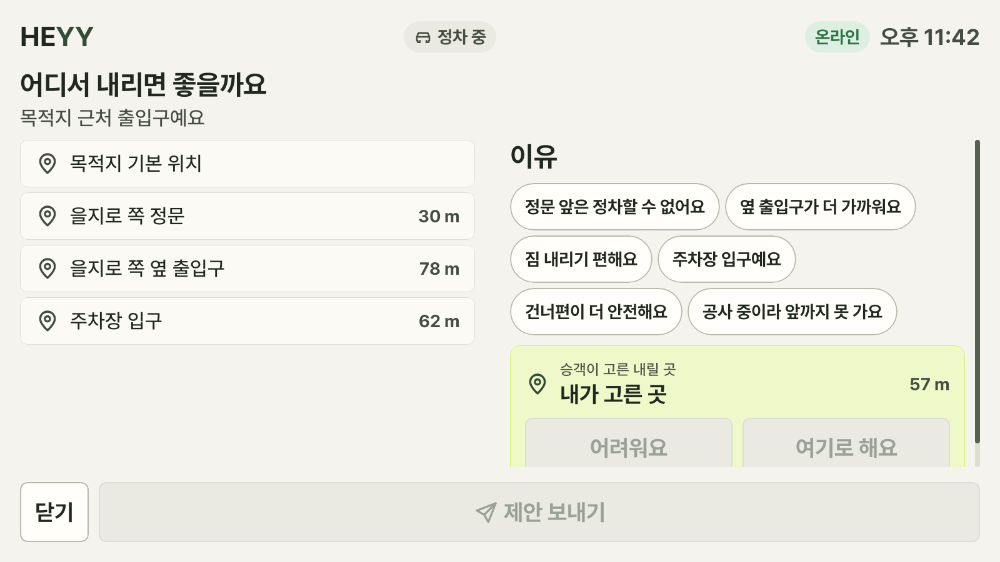 HEYY
정차 중
온라인 오후 11:42
어디서 내리면 좋을까요
목적지 근처 출입구예요
목적지 기본 위치
을지로 쪽 정문 30 m
을지로 쪽 옆 출입구 78 m
주차장 입구 62 m
이유
정문 앞은 정차할 수 없어요 옆 출입구가 더 가까워요
짐 내리기 편해요 주차장 입구예요
건너편이 더 안전해요 공사 중이라 앞까지 못 가요
승객이 고른 내릴 곳
내가 고른 곳 57 m
어려워요 여기로 해요
닫기 제안 보내기